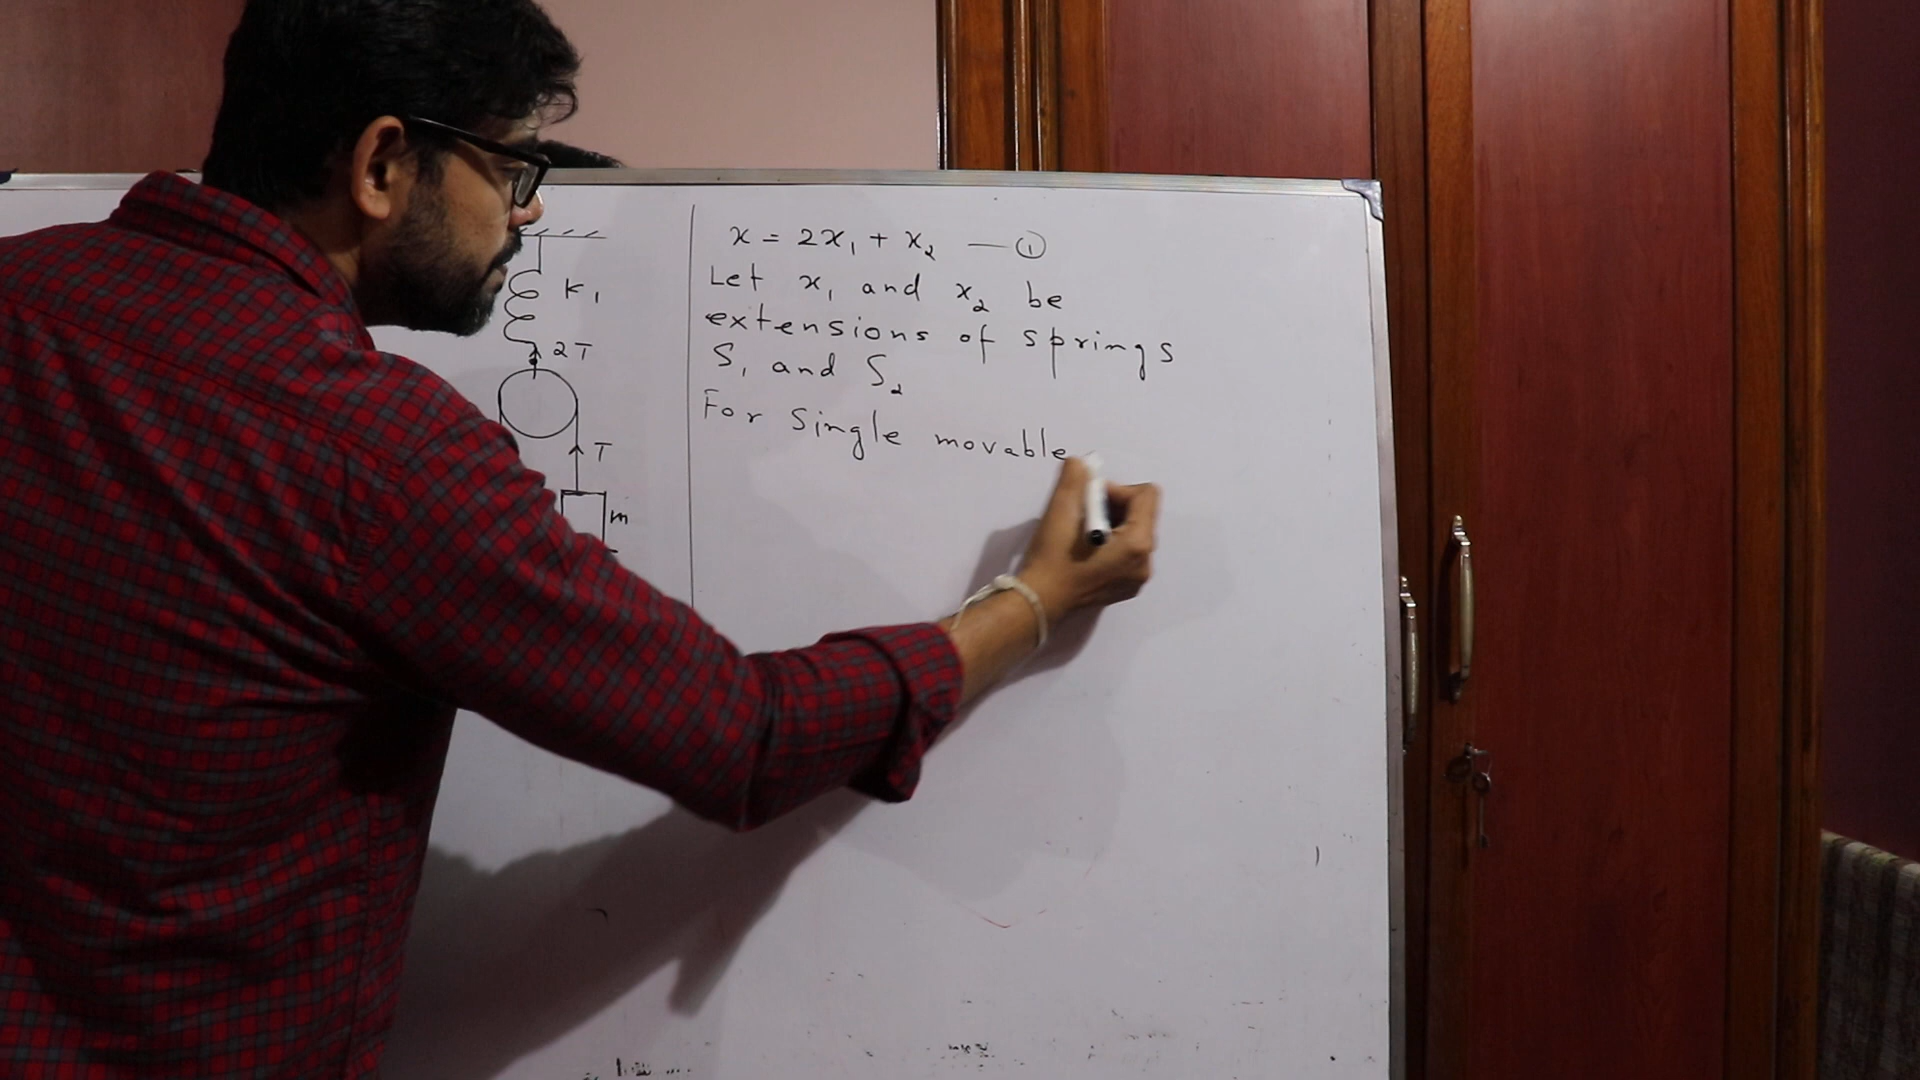 x = 2x₁ + x₂ —①
Let x₁ and x₂ be
extensions of springs
S₁ and S₂
For Single movable
K₁
2T
T
m